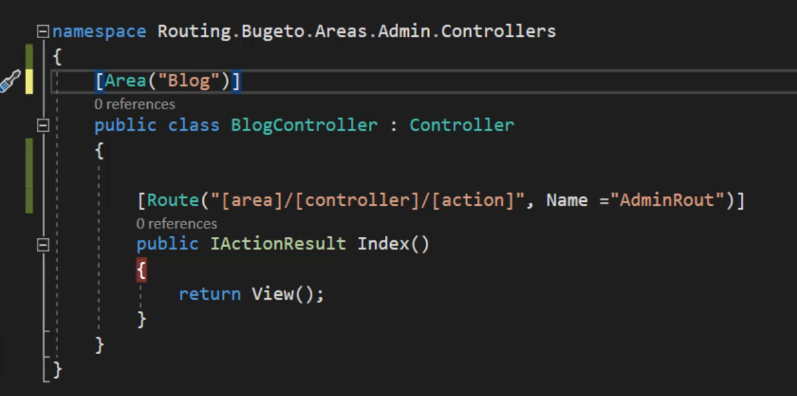 namespace Routing.Bugeto.Areas.Admin.Controllers
{
[Area("Blog")]
0 references
public class BlogController : Controller
{
[Route("[area]/[controller]/[action]", Name ="AdminRout")]
0 references
public IActionResult Index()
{
return View();
}
}
}